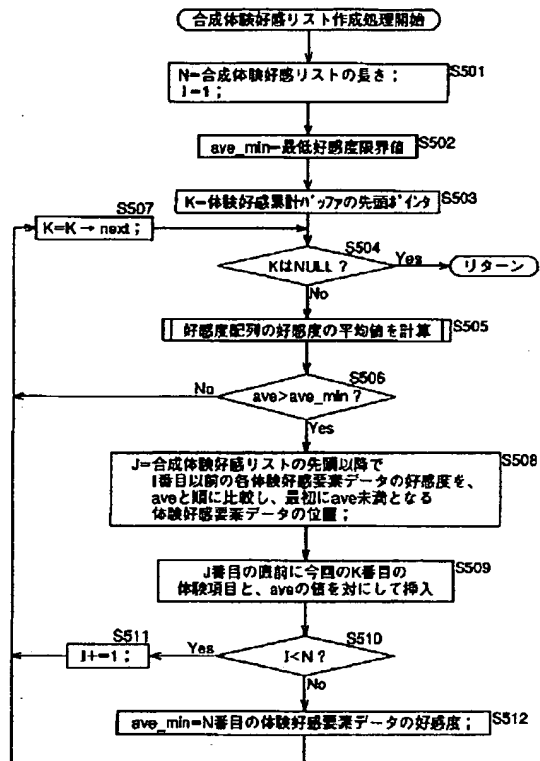 合成体験好感リスト作成処理開始
N=合成体験好感リストの長さ；
I=1；
S501
ave_min=最低好感度限界値
S502
K=体験好感累計バッファの先頭ポインタ
S503
S507
K=K → next；
S504
KはNULL？
Yes
リターン
No
好感度配列の好感度の平均値を計算
S505
S506
ave>ave_min？
No
Yes
J=合成体験好感リストの先頭以降で
I番目以前の各体験好感要素データの好感度を、
aveと順に比較し、最初にave未満となる
体験好感要素データの位置；
S508
J番目の直前に今回のK番目の
体験項目と、aveの値を対にして挿入
S509
S510
I<N？
Yes
S511
I+=1；
No
ave_min=N番目の体験好感要素データの好感度；
S512